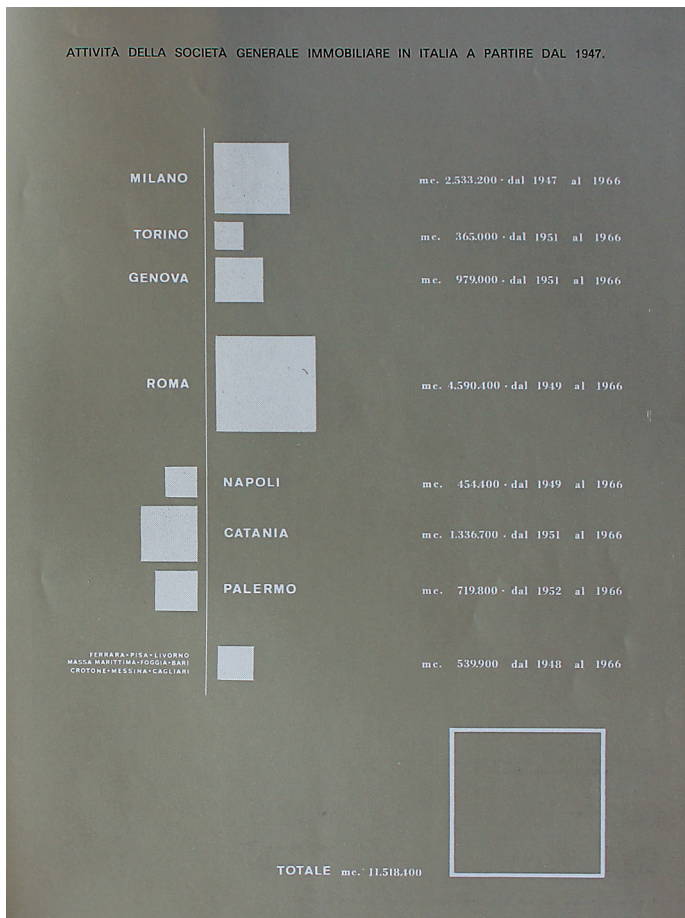 ATTIVITÀ DELLA SOCIETÀ GENERALE IMMOBILIARE IN ITALIA A PARTIRE DAL 1947.
MILANO mc. 2.533.200 · dal 1947 al 1966
TORINO mc. 365.000 · dal 1951 al 1966
GENOVA mc. 979.000 · dal 1951 al 1966
ROMA mc. 4.590.400 · dal 1949 al 1966
NAPOLI mc. 454.400 · dal 1949 al 1966
CATANIA mc. 1.336.700 · dal 1951 al 1966
PALERMO mc. 719.800 · dal 1952 al 1966
FERRARA·PISA·LIVORNO
MASSA MARITTIMA·FOGGIA·BARI
CROTONE·MESSINA·CAGLIARI
mc. 539.900 dal 1948 al 1966
TOTALE mc. 11.518.400